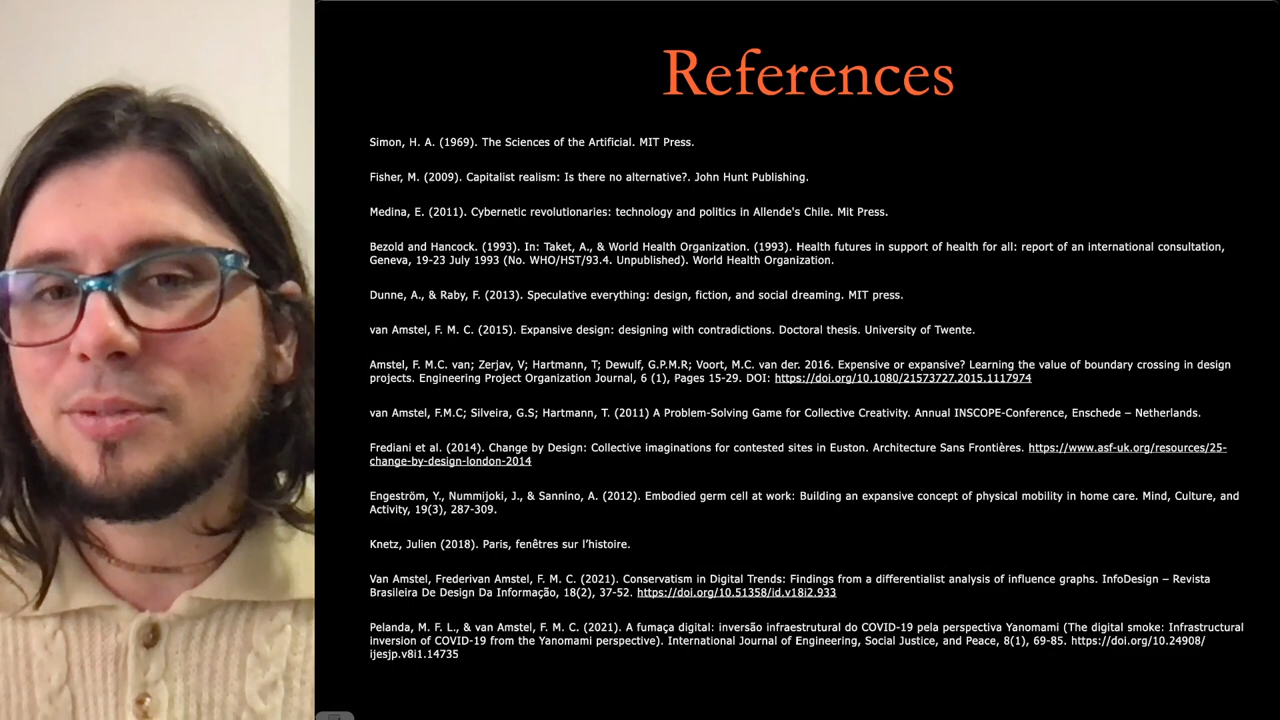 References
Simon, H. A. (1969). The Sciences of the Artificial. MIT Press.
Fisher, M. (2009). Capitalist realism: Is there no alternative?. John Hunt Publishing.
Medina, E. (2011). Cybernetic revolutionaries: technology and politics in Allende's Chile. Mit Press.
Bezold and Hancock. (1993). In: Taket, A., & World Health Organization. (1993). Health futures in support of health for all: report of an international consultation,
Geneva, 19-23 July 1993 (No. WHO/HST/93.4. Unpublished). World Health Organization.
Dunne, A., & Raby, F. (2013). Speculative everything: design, fiction, and social dreaming. MIT press.
van Amstel, F. M. C. (2015). Expansive design: designing with contradictions. Doctoral thesis. University of Twente.
Amstel, F. M.C. van; Zerjav, V; Hartmann, T; Dewulf, G.P.M.R; Voort, M.C. van der. 2016. Expensive or expansive? Learning the value of boundary crossing in design
projects. Engineering Project Organization Journal, 6 (1), Pages 15-29. DOI: https://doi.org/10.1080/21573727.2015.1117974
van Amstel, F.M.C; Silveira, G.S; Hartmann, T. (2011) A Problem-Solving Game for Collective Creativity. Annual INSCOPE-Conference, Enschede – Netherlands.
Frediani et al. (2014). Change by Design: Collective imaginations for contested sites in Euston. Architecture Sans Frontières. https://www.asf-uk.org/resources/25-
change-by-design-london-2014
Engeström, Y., Nummijoki, J., & Sannino, A. (2012). Embodied germ cell at work: Building an expansive concept of physical mobility in home care. Mind, Culture, and
Activity, 19(3), 287-309.
Knetz, Julien (2018). Paris, fenêtres sur l’histoire.
Van Amstel, Frederivan Amstel, F. M. C. (2021). Conservatism in Digital Trends: Findings from a differentialist analysis of influence graphs. InfoDesign – Revista
Brasileira De Design Da Informação, 18(2), 37-52. https://doi.org/10.51358/id.v18i2.933
Pelanda, M. F. L., & van Amstel, F. M. C. (2021). A fumaça digital: inversão infraestrutural do COVID-19 pela perspectiva Yanomami (The digital smoke: Infrastructural
inversion of COVID-19 from the Yanomami perspective). International Journal of Engineering, Social Justice, and Peace, 8(1), 69-85. https://doi.org/10.24908/
ijesjp.v8i1.14735